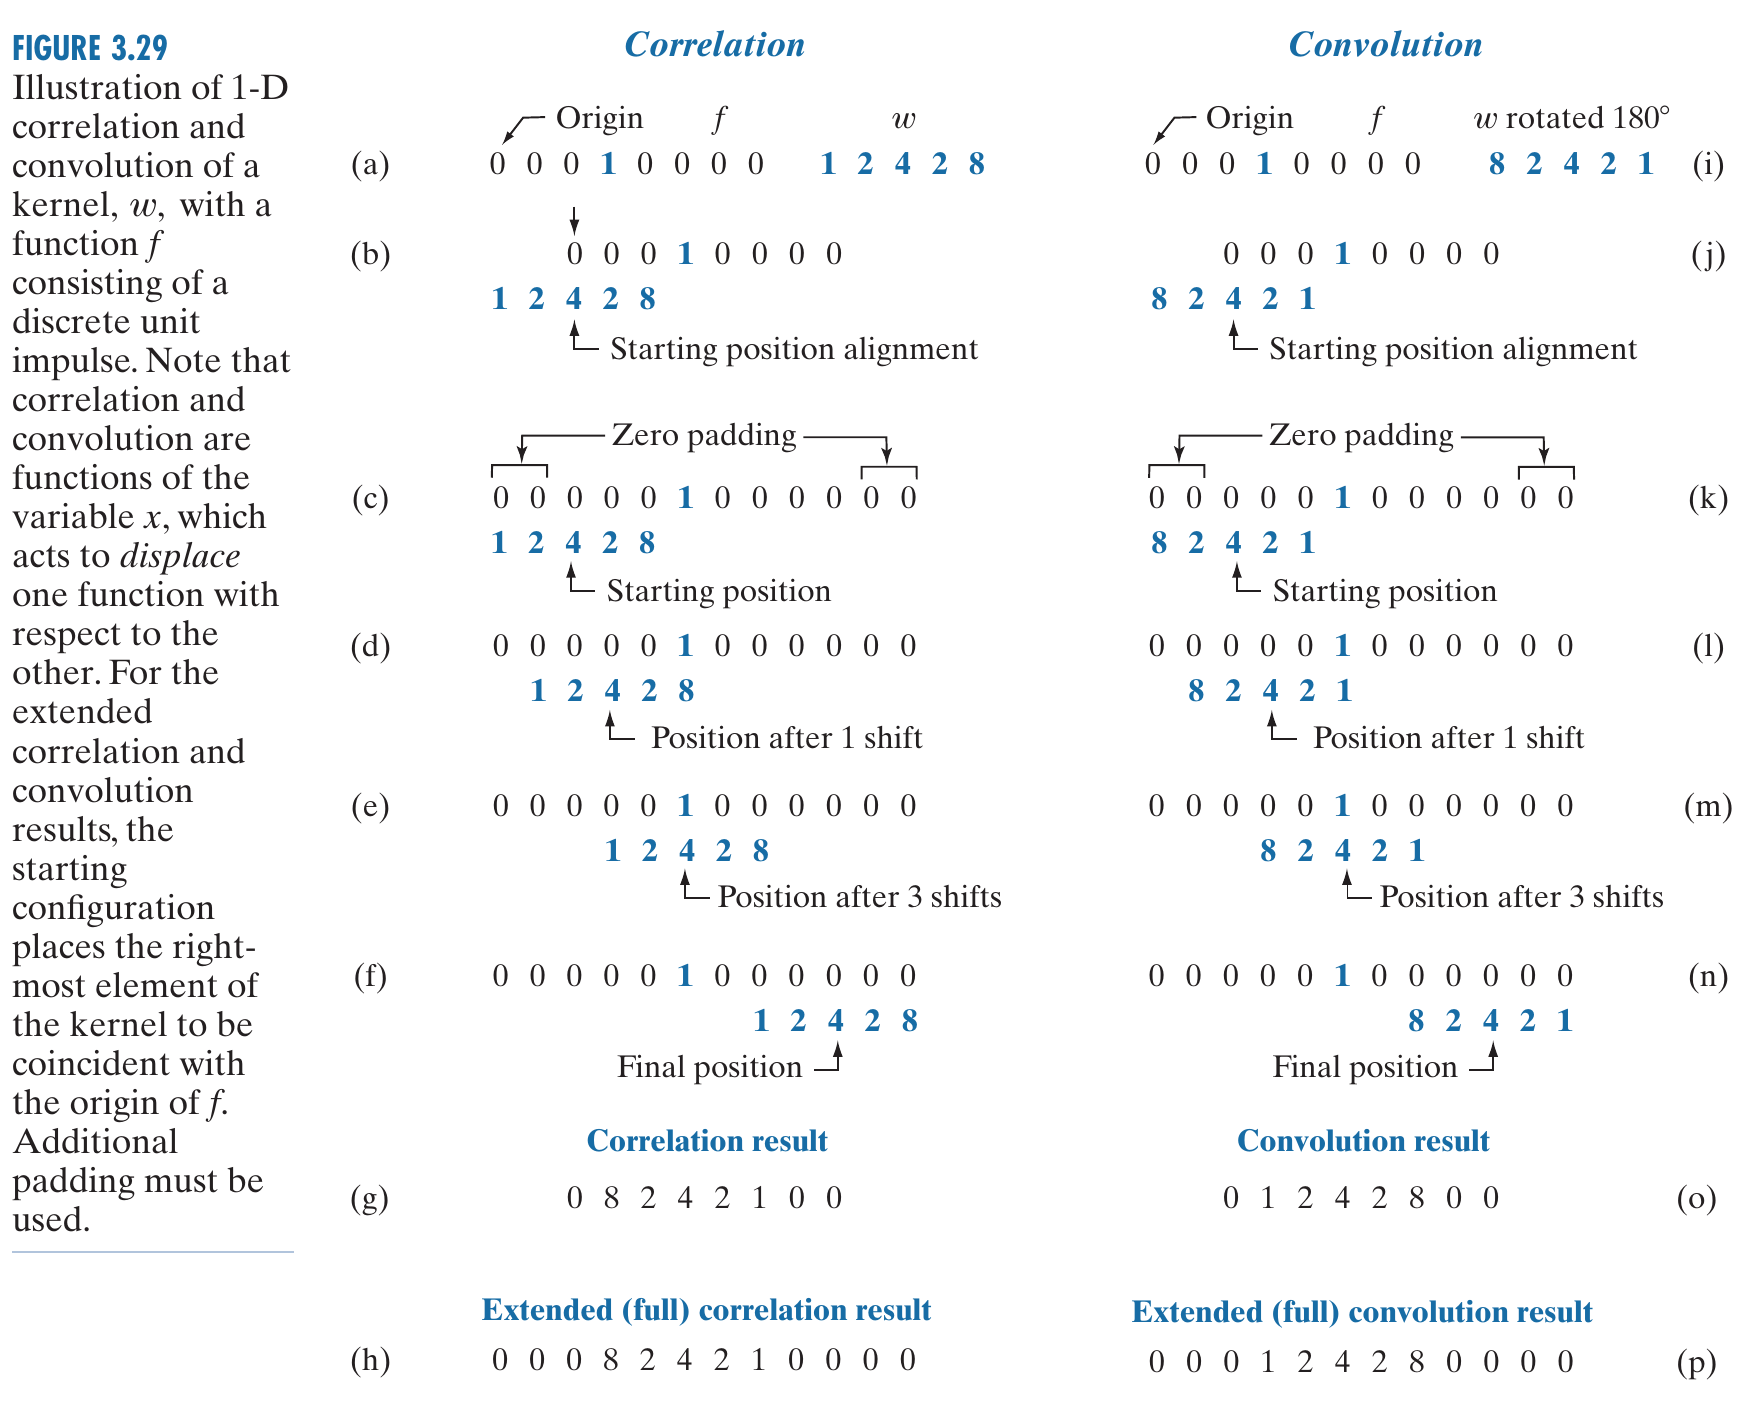 FIGURE 3.29
Illustration of 1-D
correlation and
convolution of a
kernel, w, with a
function f
consisting of a
discrete unit
impulse. Note that
correlation and
convolution are
functions of the
variable x, which
acts to displace
one function with
respect to the
other. For the
extended
correlation and
convolution
results, the
starting
configuration
places the right-
most element of
the kernel to be
coincident with
the origin of f.
Additional
padding must be
used.
Correlation
Origin f w
(a) 0 0 0 1 0 0 0 0 1 2 4 2 8
(b) 0 0 0 1 0 0 0 0
1 2 4 2 8
Starting position alignment
Zero padding
(c) 0 0 0 0 0 1 0 0 0 0 0 0
1 2 4 2 8
Starting position
(d) 0 0 0 0 0 1 0 0 0 0 0 0
1 2 4 2 8
Position after 1 shift
(e) 0 0 0 0 0 1 0 0 0 0 0 0
1 2 4 2 8
Position after 3 shifts
(f) 0 0 0 0 0 1 0 0 0 0 0 0
1 2 4 2 8
Final position
Correlation result
(g) 0 8 2 4 2 1 0 0
Extended (full) correlation result
(h) 0 0 0 8 2 4 2 1 0 0 0 0
Convolution
Origin f w rotated 180°
0 0 0 1 0 0 0 0 8 2 4 2 1 (i)
0 0 0 1 0 0 0 0 (j)
8 2 4 2 1
Starting position alignment
Zero padding
0 0 0 0 0 1 0 0 0 0 0 0 (k)
8 2 4 2 1
Starting position
0 0 0 0 0 1 0 0 0 0 0 0 (l)
8 2 4 2 1
Position after 1 shift
0 0 0 0 0 1 0 0 0 0 0 0 (m)
8 2 4 2 1
Position after 3 shifts
0 0 0 0 0 1 0 0 0 0 0 0 (n)
8 2 4 2 1
Final position
Convolution result
0 1 2 4 2 8 0 0 (o)
Extended (full) convolution result
0 0 0 1 2 4 2 8 0 0 0 0 (p)